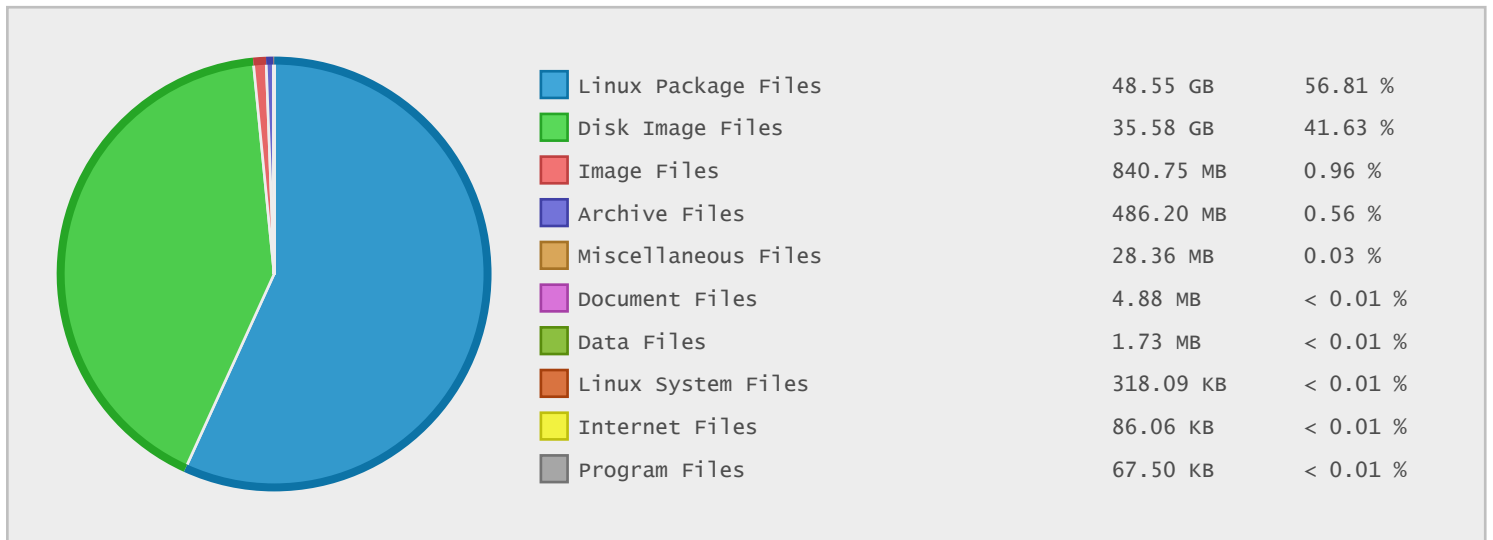 Linux Package Files 48.55 GB 56.81 %
Disk Image Files 35.58 GB 41.63 %
Image Files 840.75 MB 0.96 %
Archive Files 486.20 MB 0.56 %
Miscellaneous Files 28.36 MB 0.03 %
Document Files 4.88 MB < 0.01 %
Data Files 1.73 MB < 0.01 %
Linux System Files 318.09 KB < 0.01 %
Internet Files 86.06 KB < 0.01 %
Program Files 67.50 KB < 0.01 %